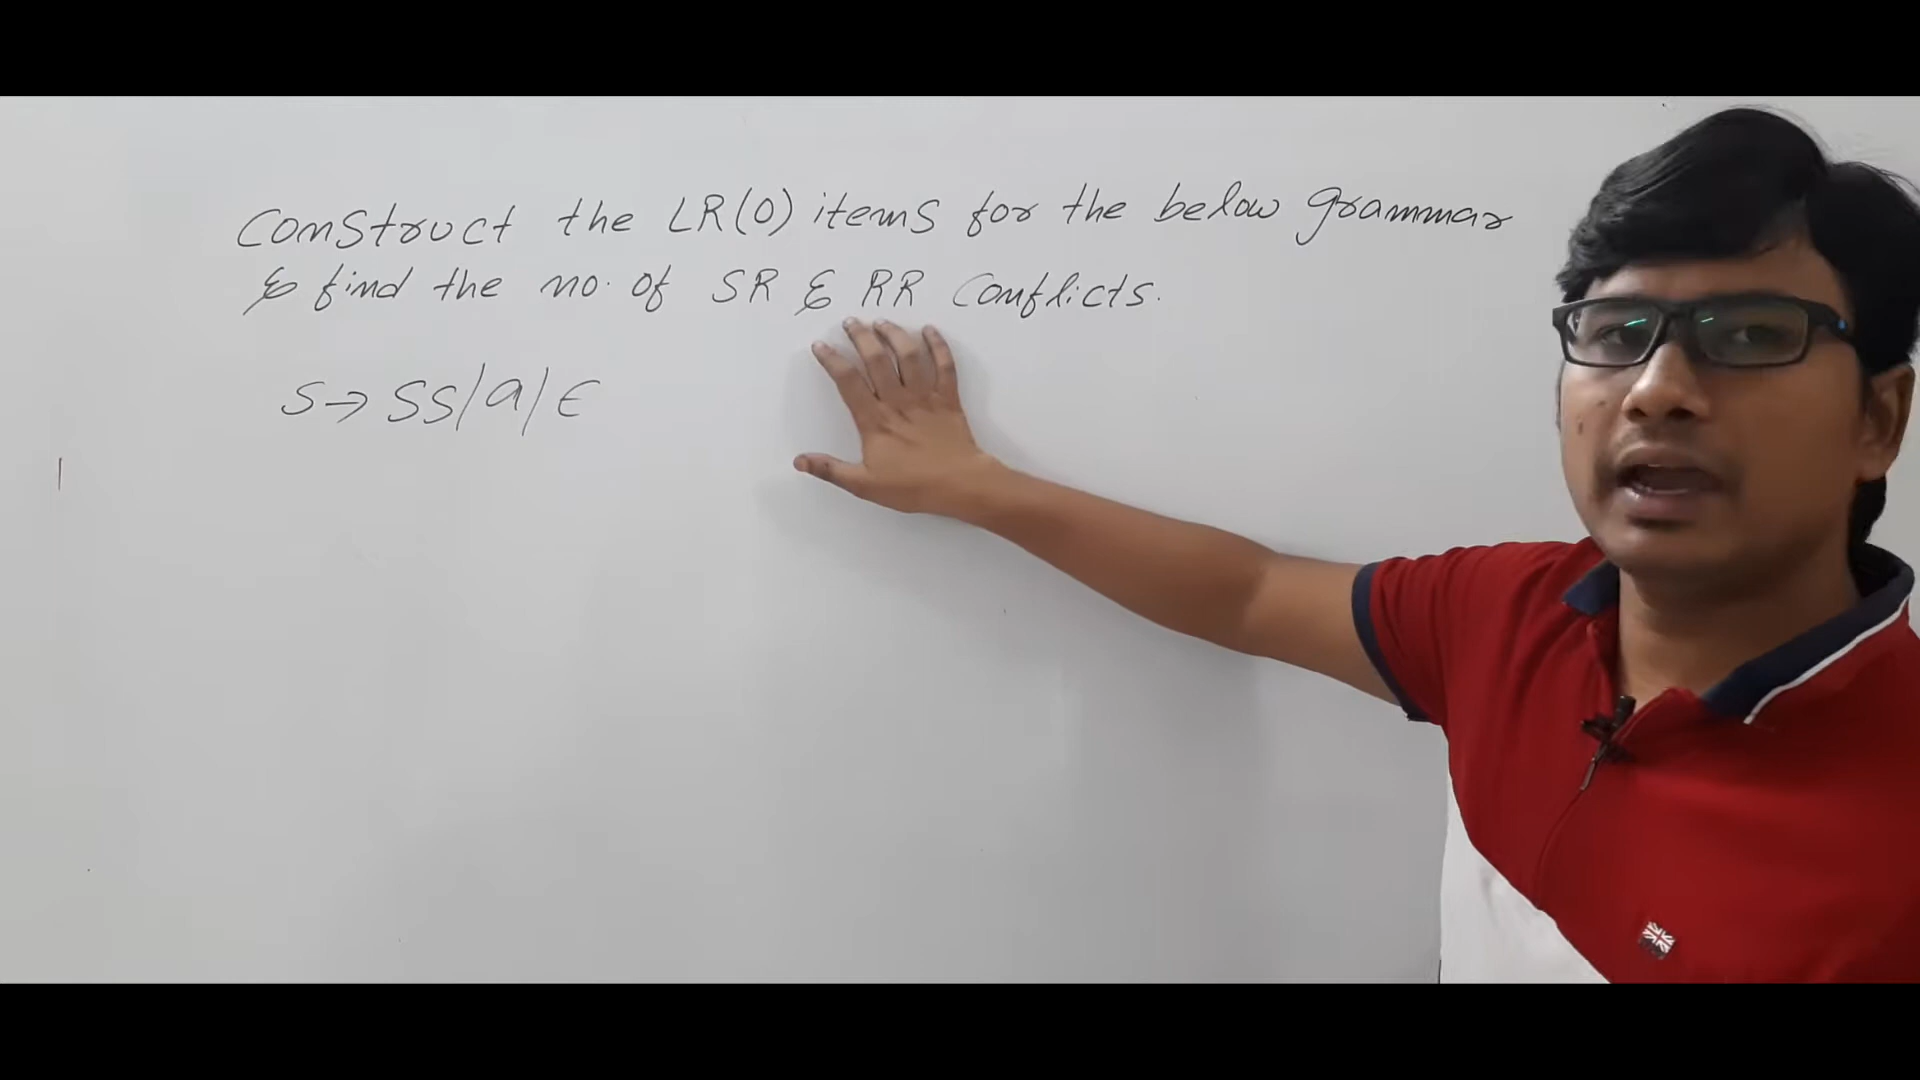 Construct the LR(0) items for the below grammar
& find the no. of SR & RR Conflicts.
S→SS/a/ϵ